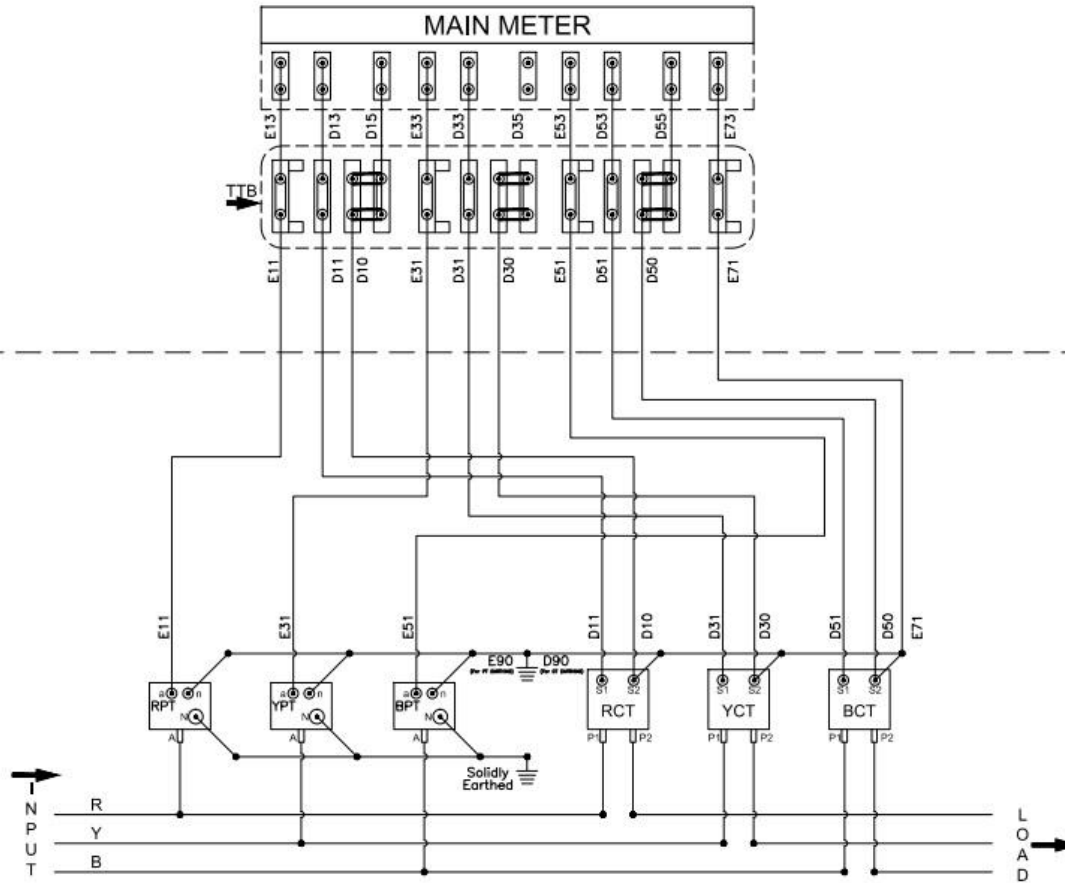 MAIN METER
E13 D13 D15 E33 D33 D35 E53 D53 D55 E73
TTB
E11 D11 D10 E31 D31 D30 E51 D51 D50 E71
E11 E31 E51 D11 D10 D31 D30 D51 D50 E71
E90 D90
a n a n a n S1 S2 S1 S2 S1 S2
RPT YPT BPT RCT YCT BCT
N N N
A A A P1 P2 P1 P2 P1 P2
Solidly
Earthed
INPUT
R
Y
B
LOAD